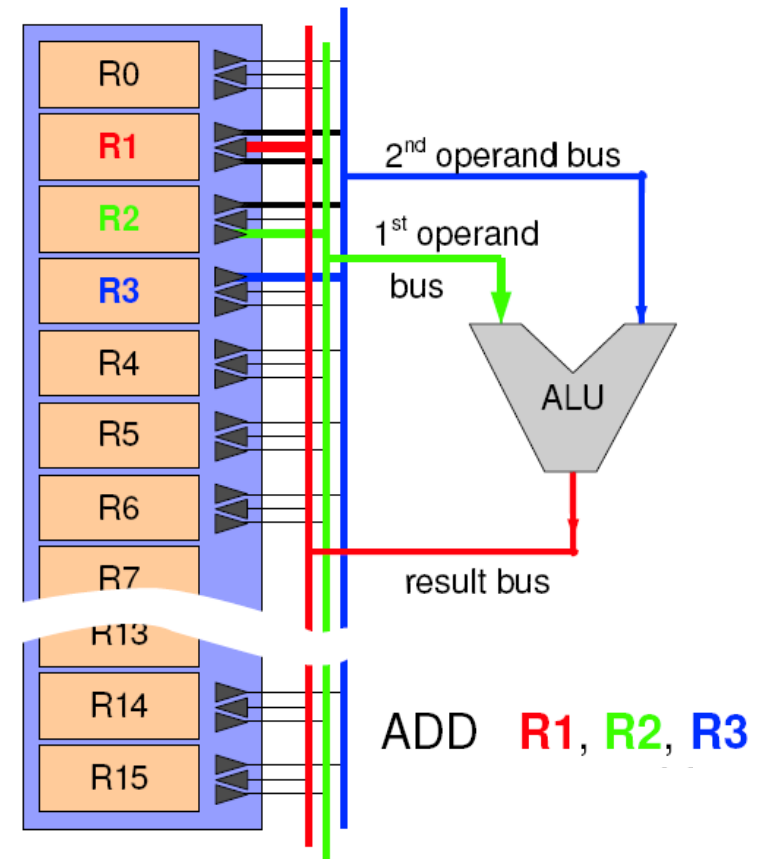 R0
R1
R2
R3
R4
R5
R6
R7
R13
R14
R15
2nd operand bus
1st operand
bus
ALU
result bus
ADD R1, R2, R3